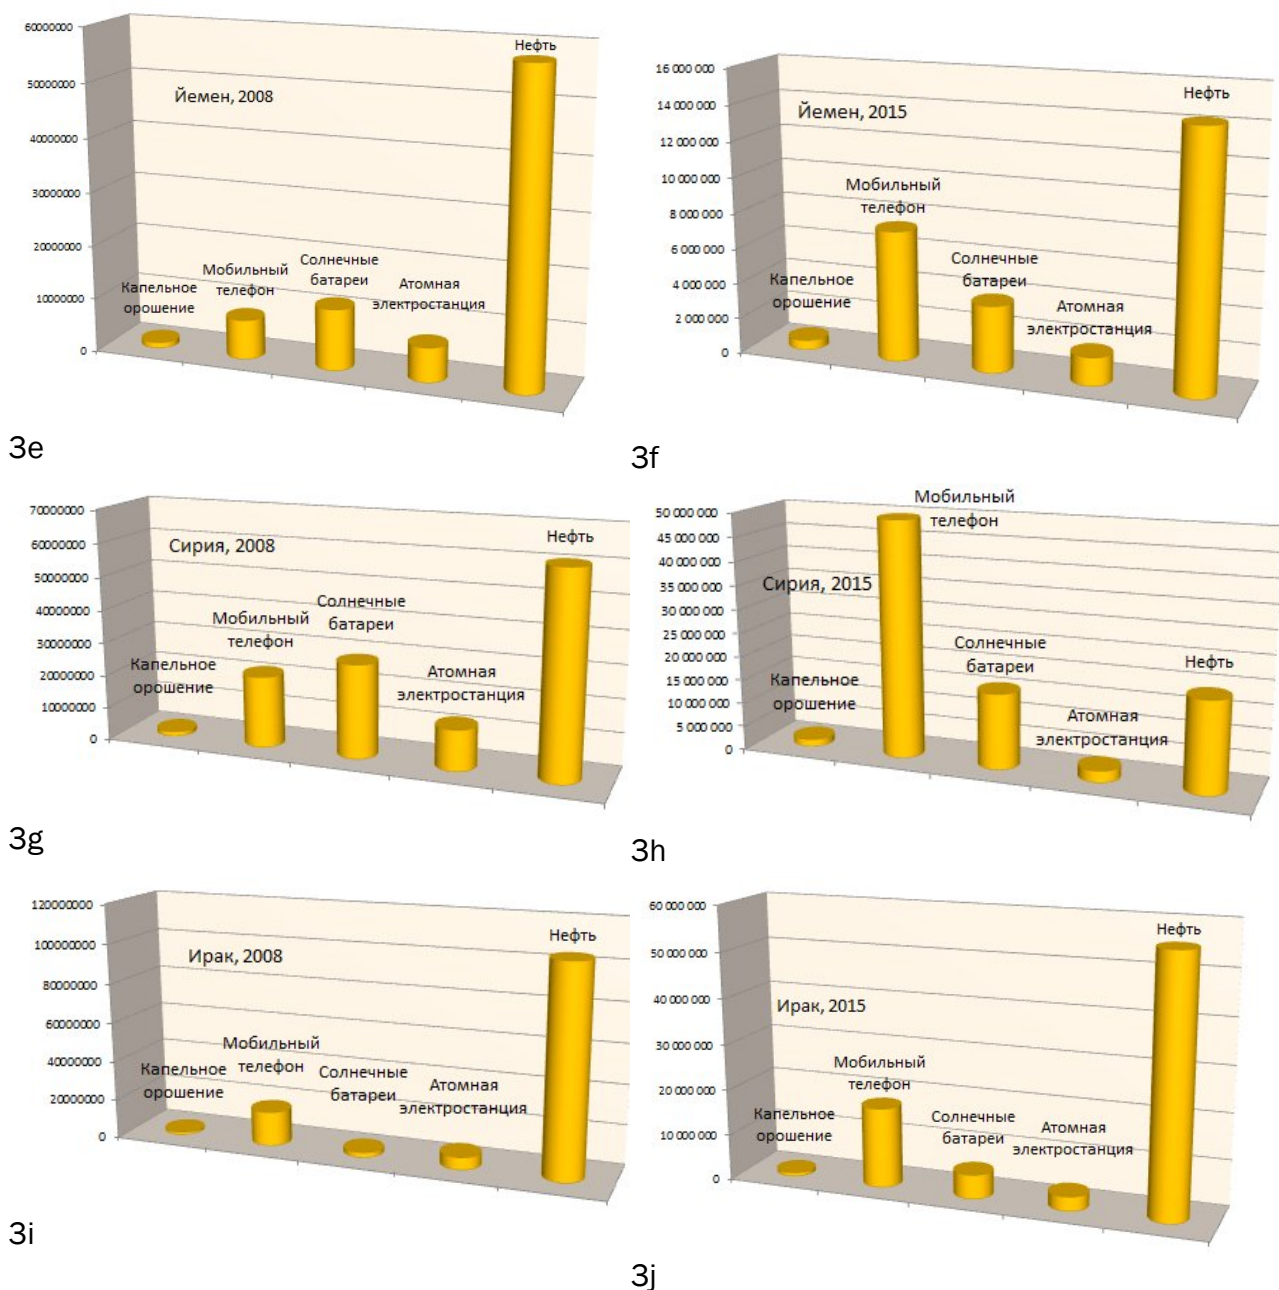 60000000
50000000
40000000
30000000
20000000
10000000
0
Йемен, 2008
Капельное
орошение
Мобильный
телефон
Солнечные
батареи
Атомная
электростанция
Нефть
3e
16 000 000
14 000 000
12 000 000
10 000 000
8 000 000
6 000 000
4 000 000
2 000 000
0
Йемен, 2015
Капельное
орошение
Мобильный
телефон
Солнечные
батареи
Атомная
электростанция
Нефть
3f
70000000
60000000
50000000
40000000
30000000
20000000
10000000
0
Сирия, 2008
Капельное
орошение
Мобильный
телефон
Солнечные
батареи
Атомная
электростанция
Нефть
3g
50 000 000
45 000 000
40 000 000
35 000 000
30 000 000
25 000 000
20 000 000
15 000 000
10 000 000
5 000 000
0
Сирия, 2015
Капельное
орошение
Мобильный
телефон
Солнечные
батареи
Атомная
электростанция
Нефть
3h
120000000
100000000
80000000
60000000
40000000
20000000
0
Ирак, 2008
Капельное
орошение
Мобильный
телефон
Солнечные
батареи
Атомная
электростанция
Нефть
3i
60 000 000
50 000 000
40 000 000
30 000 000
20 000 000
10 000 000
0
Ирак, 2015
Капельное
орошение
Мобильный
телефон
Солнечные
батареи
Атомная
электростанция
Нефть
3j